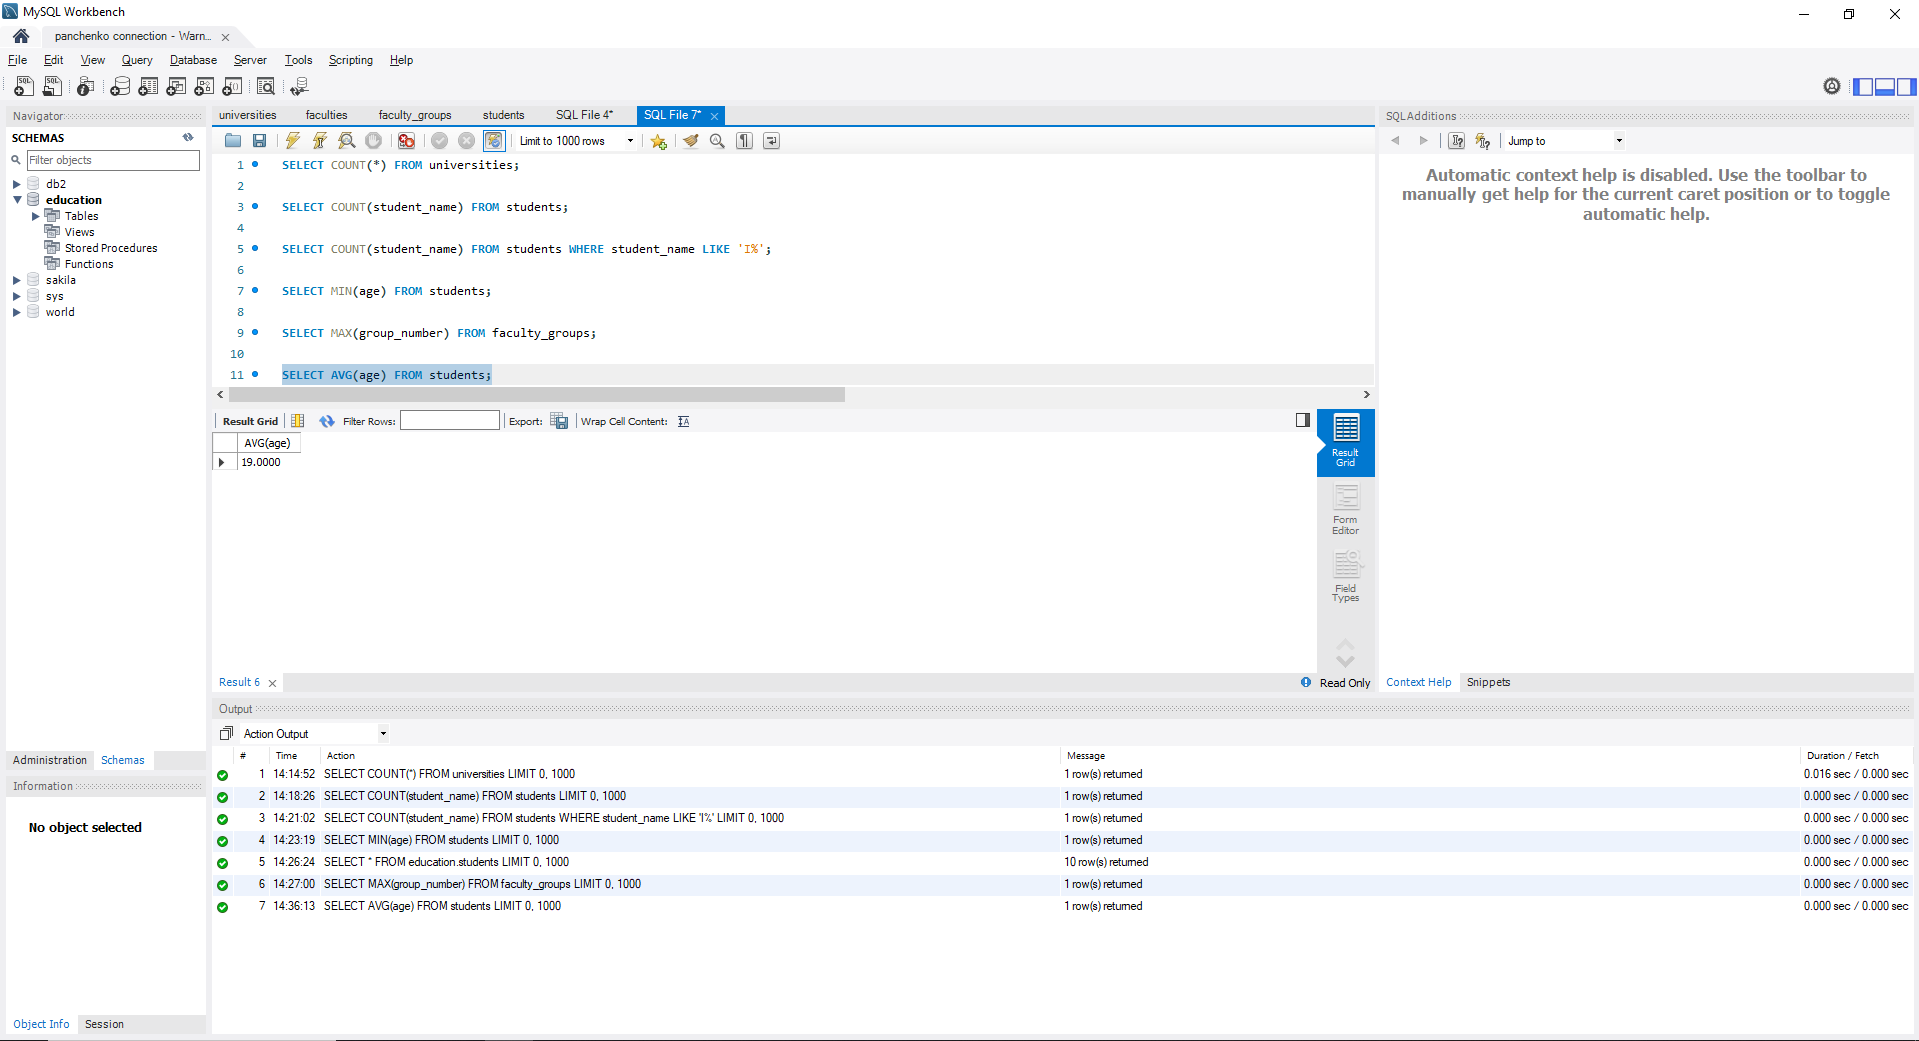 MySQL Workbench
panchenko connection - Warn...
File Edit View Query Database Server Tools Scripting Help
Navigator
SCHEMAS
Filter objects
db2
education
Tables
Views
Stored Procedures
Functions
sakila
sys
world
Administration Schemas
Information
No object selected
Object Info Session
universities faculties faculty_groups students SQL File 4* SQL File 7*
Limit to 1000 rows
1 SELECT COUNT(*) FROM universities;
2
3 SELECT COUNT(student_name) FROM students;
4
5 SELECT COUNT(student_name) FROM students WHERE student_name LIKE 'I%';
6
7 SELECT MIN(age) FROM students;
8
9 SELECT MAX(group_number) FROM faculty_groups;
10
11 SELECT AVG(age) FROM students;
Result Grid Filter Rows: Export: Wrap Cell Content:
AVG(age)
19.0000
Result
Grid
Form
Editor
Field
Types
Result 6
Read Only
SQLAdditions
Jump to
Automatic context help is disabled. Use the toolbar to
manually get help for the current caret position or to toggle
automatic help.
Context Help Snippets
Output
Action Output
# Time Action Message Duration / Fetch
1 14:14:52 SELECT COUNT(*) FROM universities LIMIT 0, 1000 1 row(s) returned 0.016 sec / 0.000 sec
2 14:18:26 SELECT COUNT(student_name) FROM students LIMIT 0, 1000 1 row(s) returned 0.000 sec / 0.000 sec
3 14:21:02 SELECT COUNT(student_name) FROM students WHERE student_name LIKE 'I%' LIMIT 0, 1000 1 row(s) returned 0.000 sec / 0.000 sec
4 14:23:19 SELECT MIN(age) FROM students LIMIT 0, 1000 1 row(s) returned 0.000 sec / 0.000 sec
5 14:26:24 SELECT * FROM education.students LIMIT 0, 1000 10 row(s) returned 0.000 sec / 0.000 sec
6 14:27:00 SELECT MAX(group_number) FROM faculty_groups LIMIT 0, 1000 1 row(s) returned 0.000 sec / 0.000 sec
7 14:36:13 SELECT AVG(age) FROM students LIMIT 0, 1000 1 row(s) returned 0.000 sec / 0.000 sec